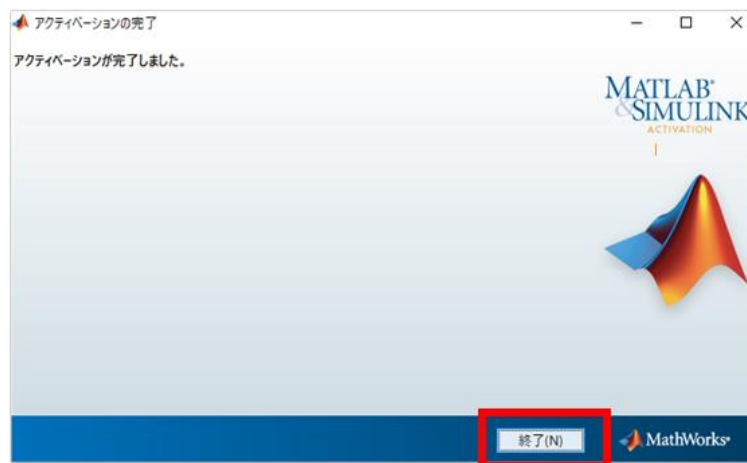 アクティベーションの完了
アクティベーションが完了しました。
MATLAB®
&SIMULINK
ACTIVATION
終了(N)
MathWorks®